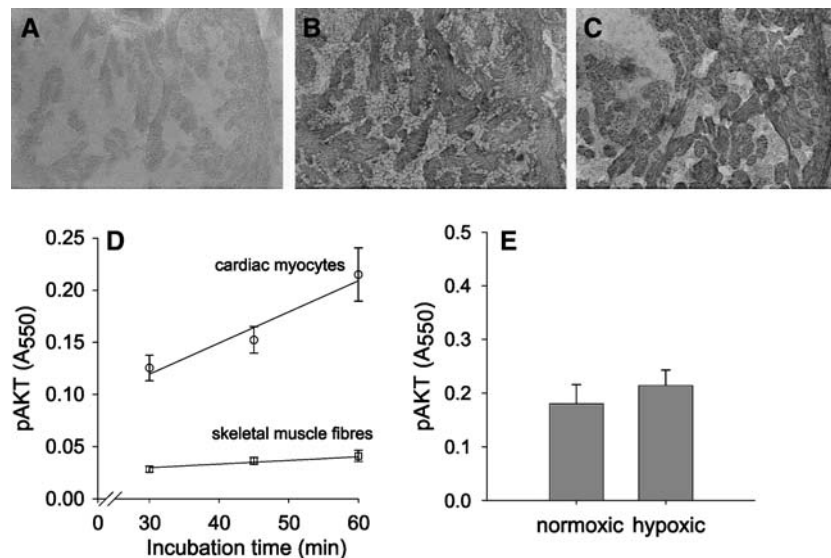 A
B
C
D
pAKT (A550)
0.25
0.20
0.15
0.10
0.05
0.00
cardiac myocytes
skeletal muscle fibres
0 30 40 50 60
Incubation time (min)
E
pAKT (A550)
0.5
0.4
0.3
0.2
0.1
0.0
normoxic hypoxic